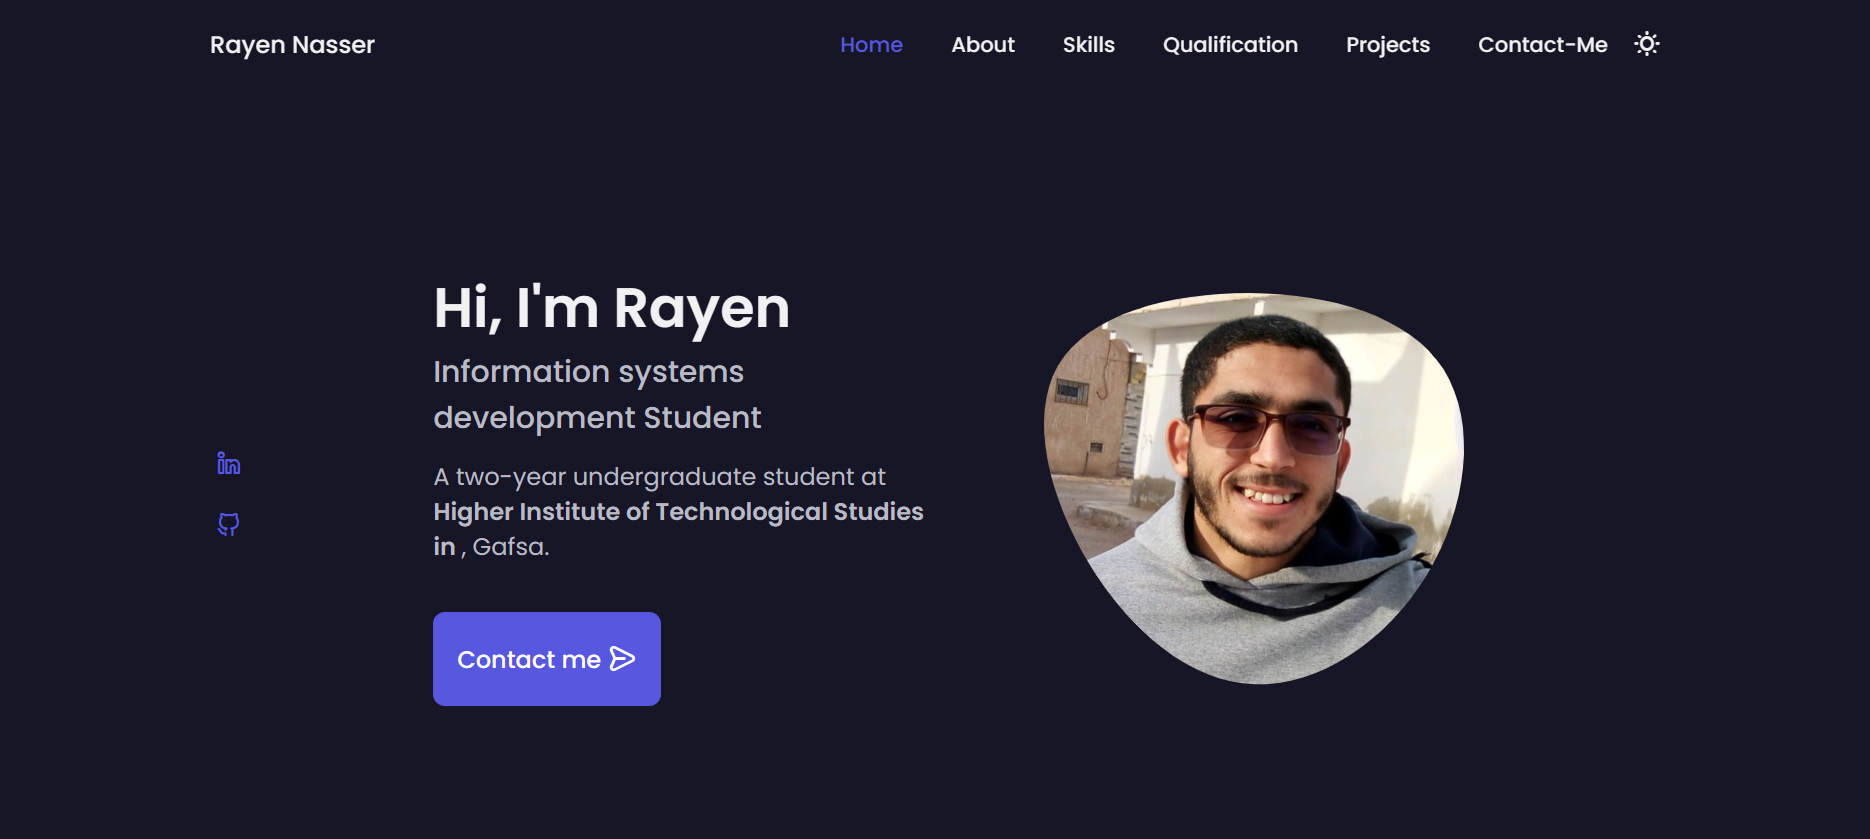 Rayen Nasser
Home About Skills Qualification Projects Contact-Me
Hi, I'm Rayen
Information systems
development Student
A two-year undergraduate student at
Higher Institute of Technological Studies
in , Gafsa.
Contact me